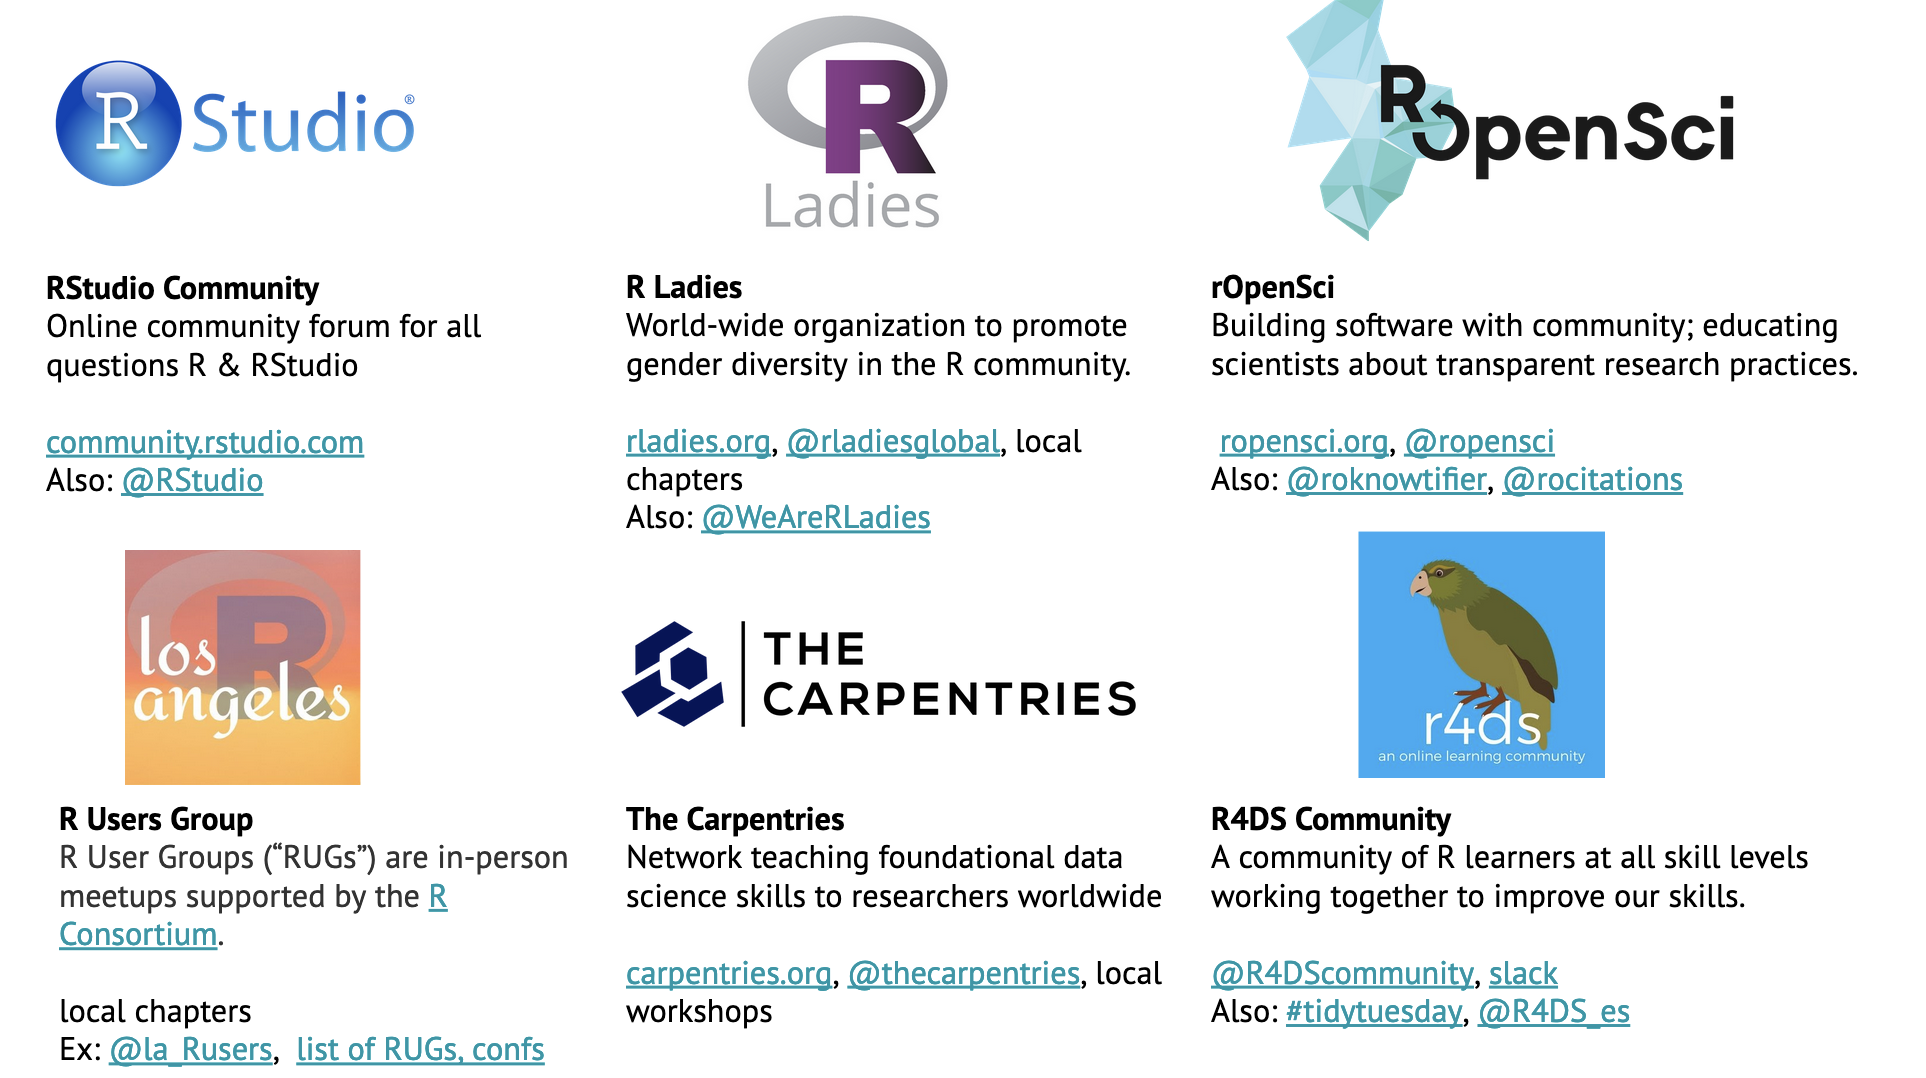 R Studio®
R
Ladies
ROpenSci
RStudio Community
Online community forum for all
questions R & RStudio
community.rstudio.com
Also: @RStudio
R Ladies
World-wide organization to promote
gender diversity in the R community.
rladies.org, @rladiesglobal, local
chapters
Also: @WeAreRLadies
rOpenSci
Building software with community; educating
scientists about transparent research practices.
ropensci.org, @ropensci
Also: @roknowtifier, @rocitations
R
los
angeles
THE
CARPENTRIES
r4ds
an online learning community
R Users Group
R User Groups (“RUGs”) are in-person
meetups supported by the R
Consortium.
local chapters
Ex: @la_Rusers, list of RUGs, confs
The Carpentries
Network teaching foundational data
science skills to researchers worldwide
carpentries.org, @thecarpentries, local
workshops
R4DS Community
A community of R learners at all skill levels
working together to improve our skills.
@R4DScommunity, slack
Also: #tidytuesday, @R4DS_es